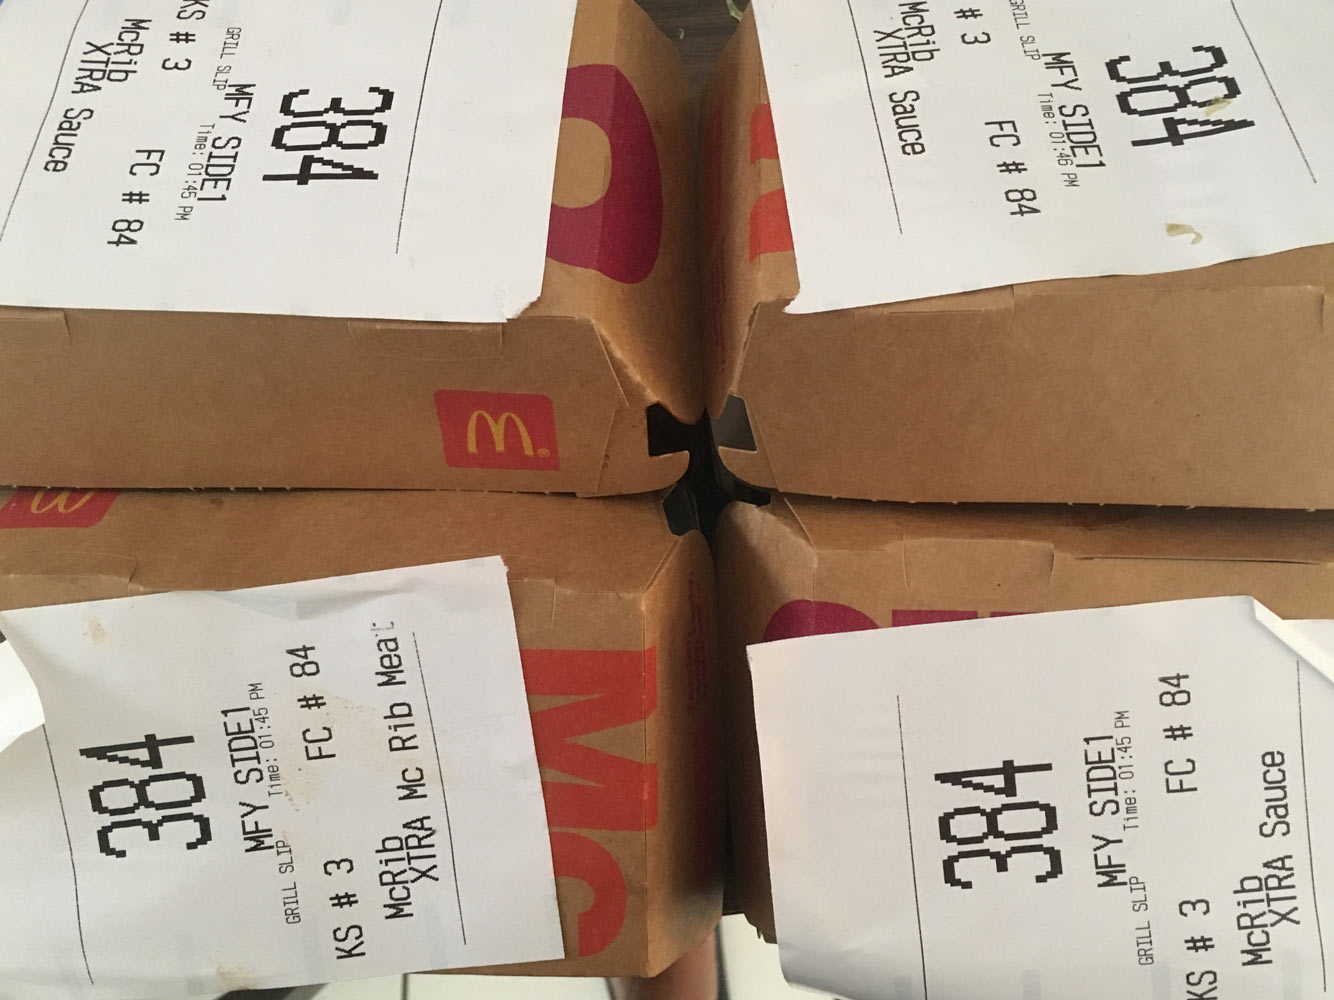 384
GRILL SLIP
MFY SIDE1
Time: 01:45 PM
KS # 3
FC # 84
McRib
XTRA Sauce
384
GRILL SLIP
MFY SIDE1
Time: 01:46 PM
# 3
FC # 84
McRib
XTRA Sauce
384
GRILL SLIP
MFY SIDE1
Time: 01:45 PM
KS # 3
FC # 84
McRib
XTRA Mc Rib Meat
384
GRILL SLIP
MFY SIDE1
Time: 01:45 PM
KS # 3
FC # 84
McRib
XTRA Sauce
M
MC